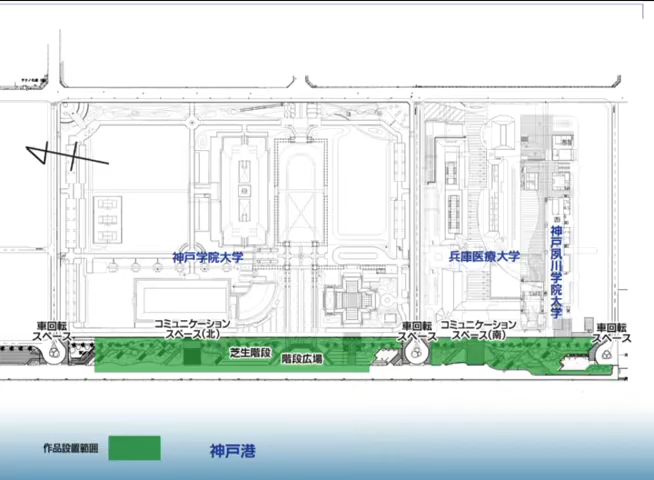 神戸学院大学
兵庫医療大学
神戸夙川学院大学
車回転
スペース
コミュニケーション
スペース(北)
芝生階段
階段広場
車回転
スペース
コミュニケーション
スペース(南)
車回転
スペース
作品設置範囲
神戸港